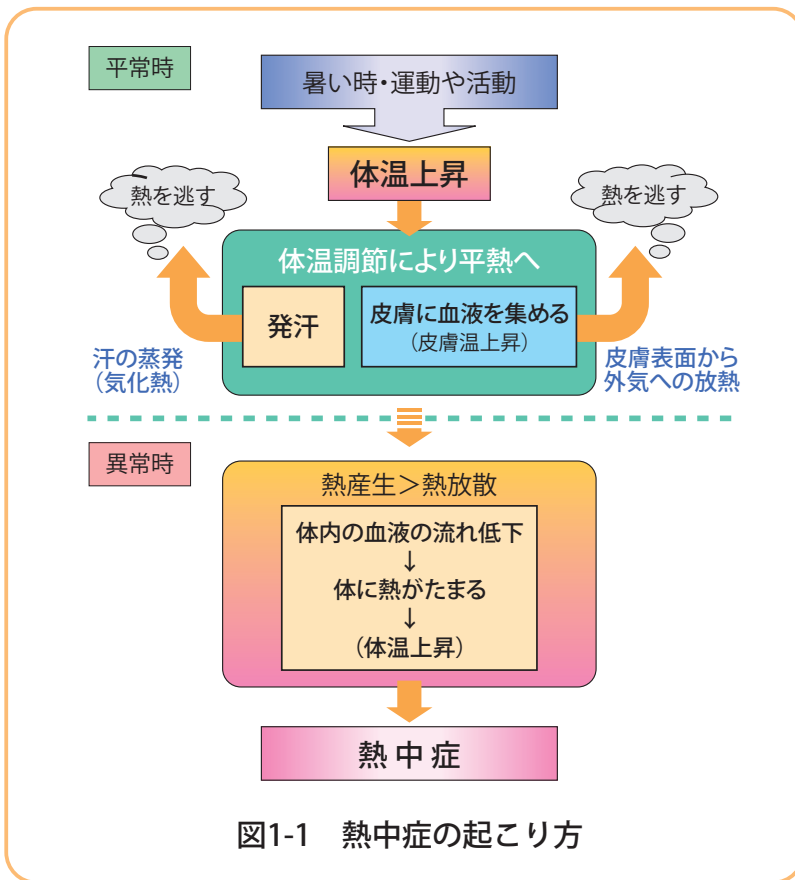 平常時
暑い時・運動や活動
体温上昇
熱を逃す
熱を逃す
体温調節により平熱へ
発汗
皮膚に血液を集める
（皮膚温上昇）
汗の蒸発
（気化熱）
皮膚表面から
外気への放熱
異常時
熱産生＞熱放散
体内の血液の流れ低下
↓
体に熱がたまる
↓
（体温上昇）
熱中症
図1-1　熱中症の起こり方